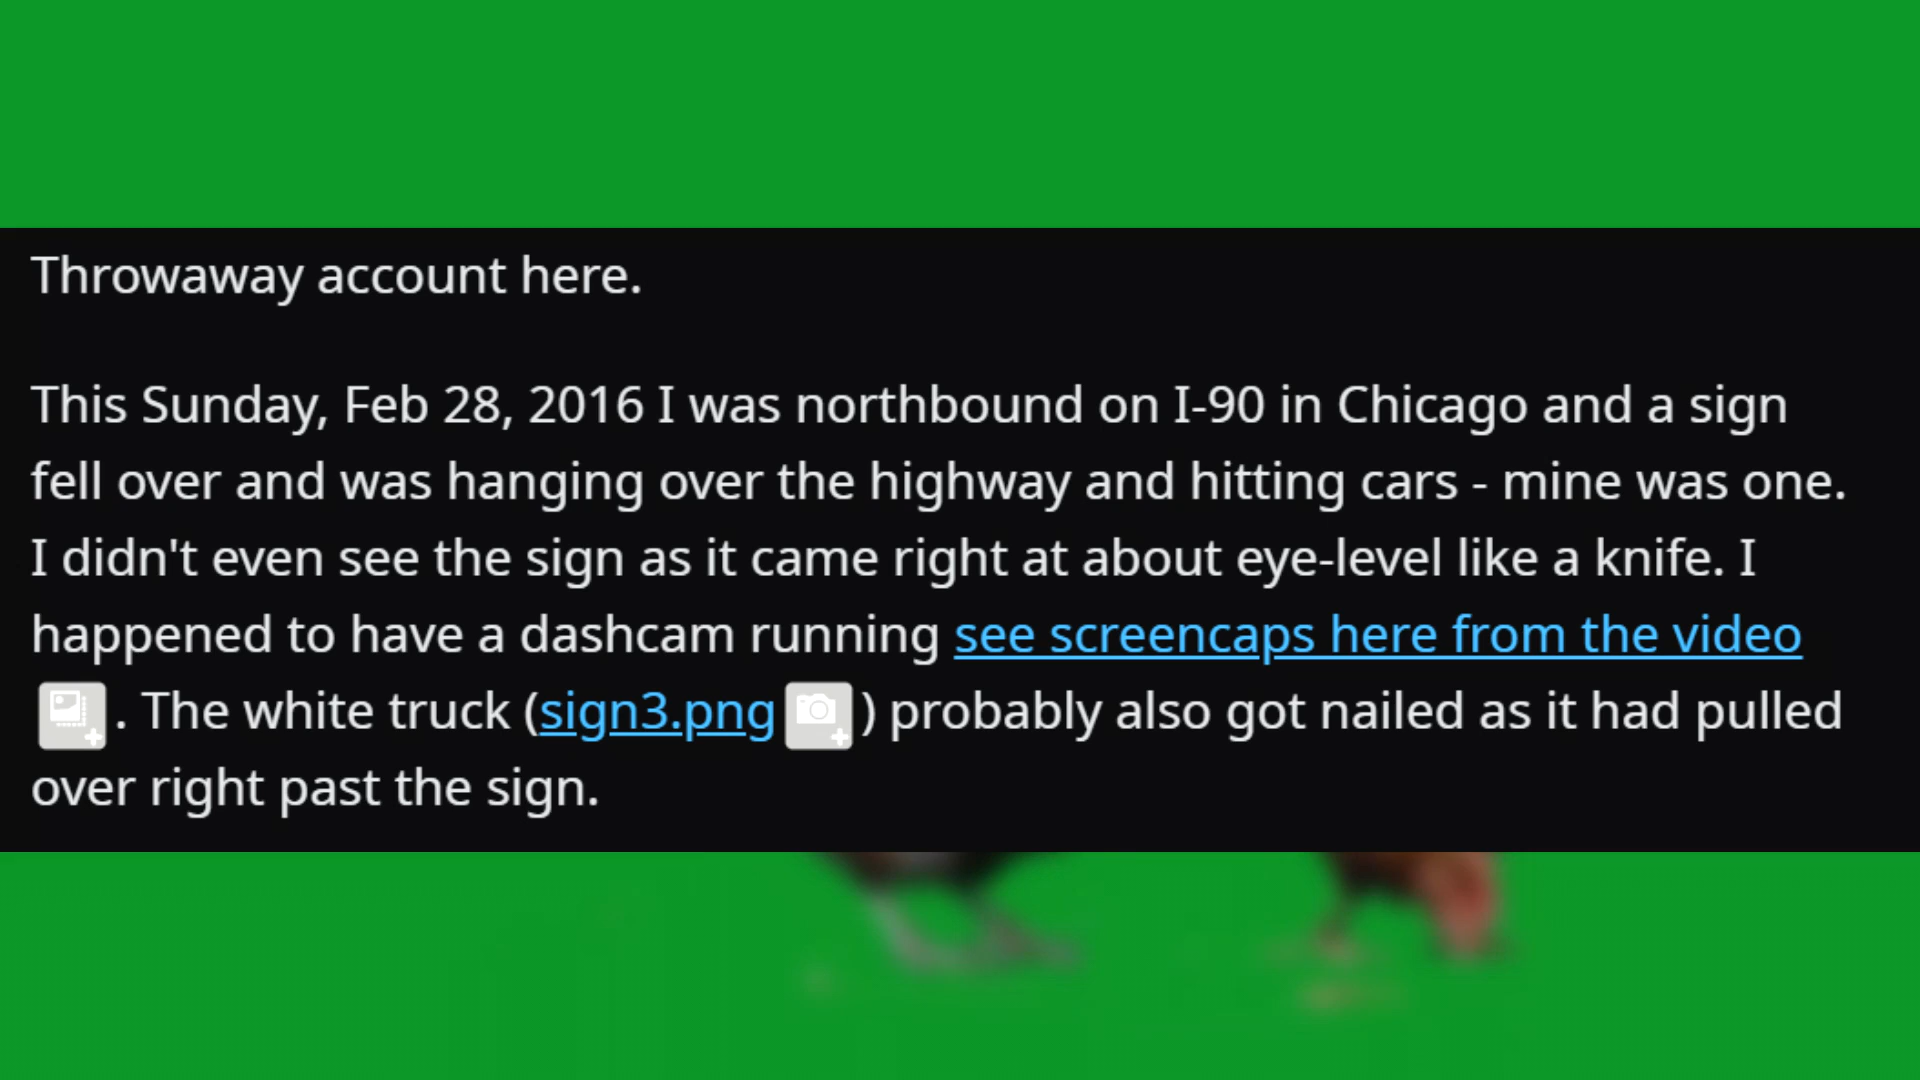 Throwaway account here.
This Sunday, Feb 28, 2016 I was northbound on I-90 in Chicago and a sign
fell over and was hanging over the highway and hitting cars - mine was one.
I didn't even see the sign as it came right at about eye-level like a knife. I
happened to have a dashcam running see screencaps here from the video
. The white truck (sign3.png ) probably also got nailed as it had pulled
over right past the sign.